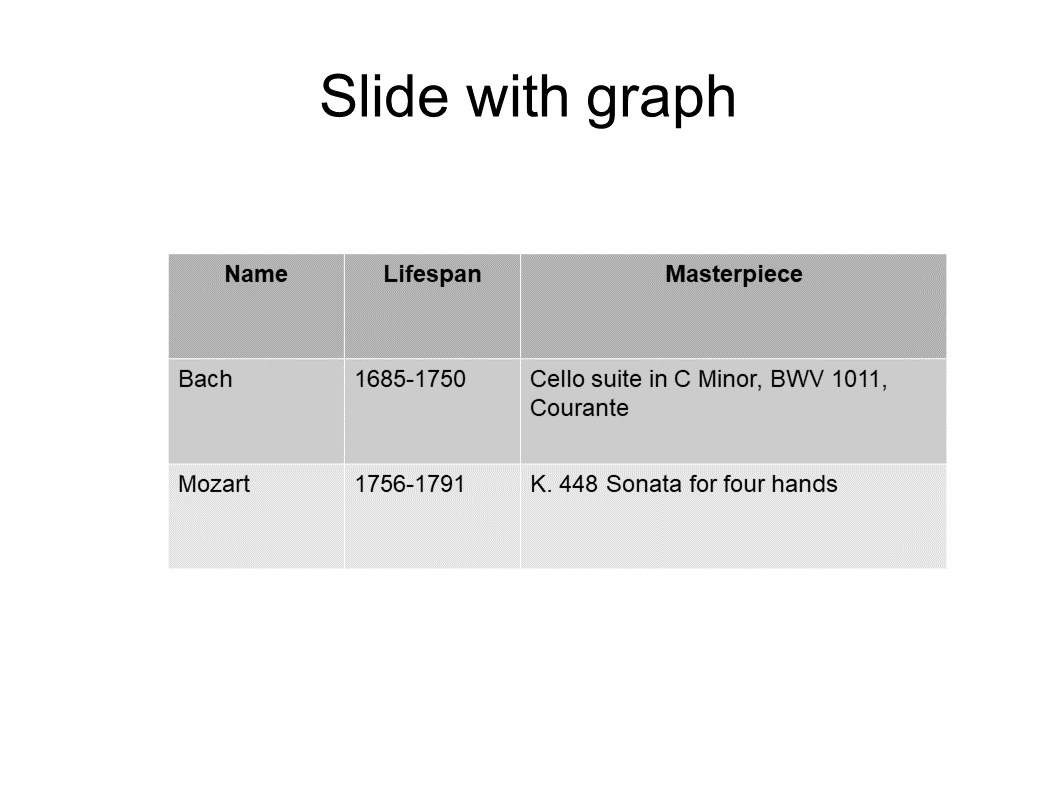 Slide with graph
Name Lifespan Masterpiece
Bach 1685-1750 Cello suite in C Minor, BWV 1011,
Courante
Mozart 1756-1791 K. 448 Sonata for four hands